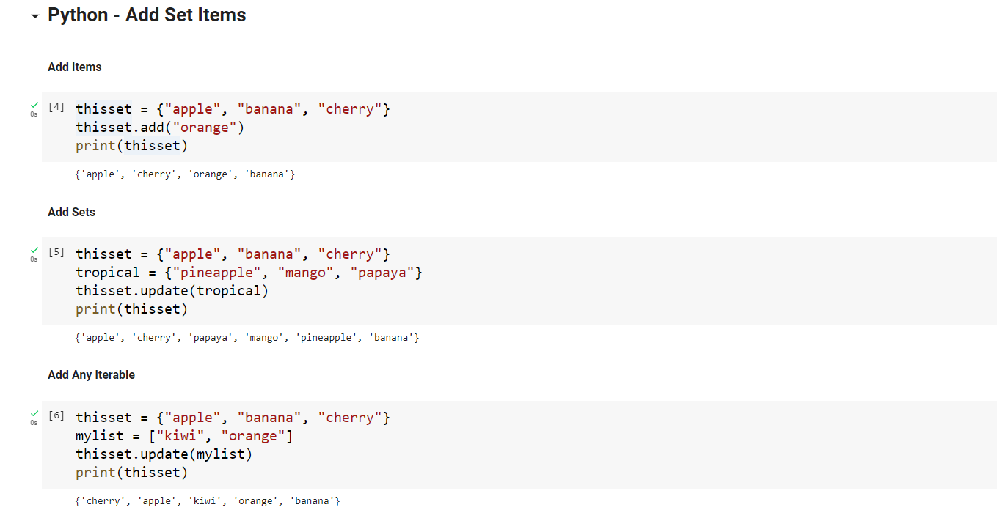 Python - Add Set Items
Add Items
[4] thisset = {"apple", "banana", "cherry"}
0s
thisset.add("orange")
print(thisset)
{'apple', 'cherry', 'orange', 'banana'}
Add Sets
[5] thisset = {"apple", "banana", "cherry"}
0s
tropical = {"pineapple", "mango", "papaya"}
thisset.update(tropical)
print(thisset)
{'apple', 'cherry', 'papaya', 'mango', 'pineapple', 'banana'}
Add Any Iterable
[6] thisset = {"apple", "banana", "cherry"}
0s
mylist = ["kiwi", "orange"]
thisset.update(mylist)
print(thisset)
{'cherry', 'apple', 'kiwi', 'orange', 'banana'}